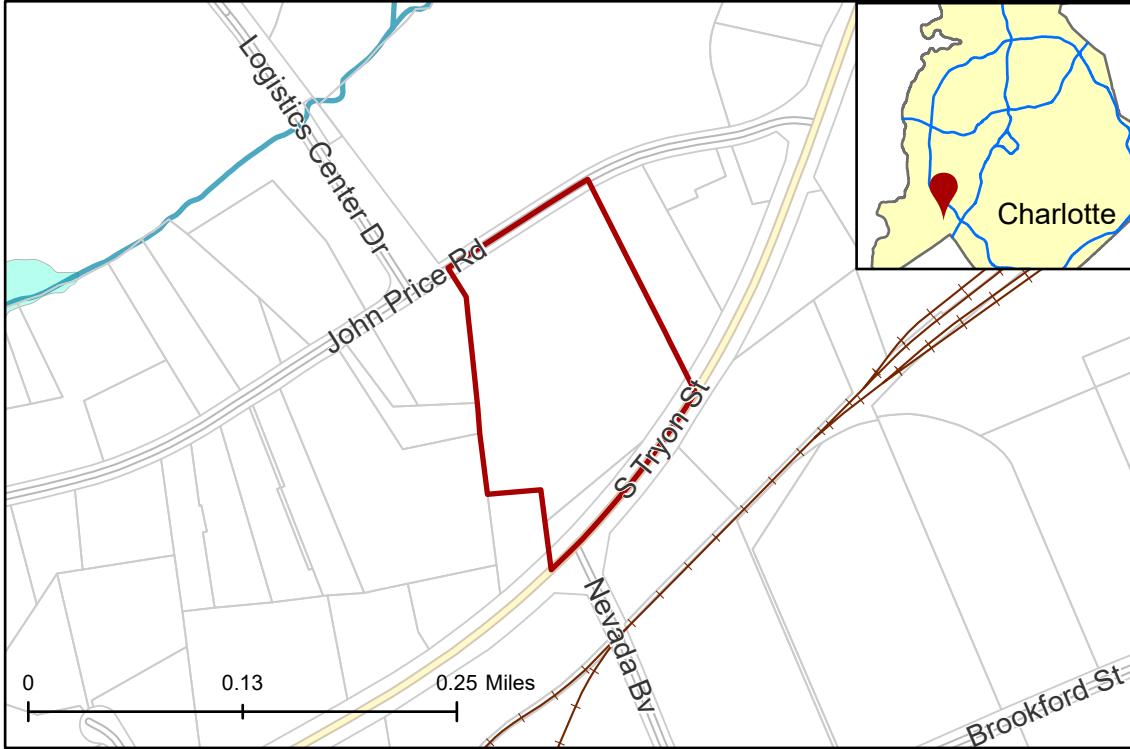 Logistics Center Dr
Charlotte
John Price Rd
S Tryon St
Nevada Bv
0 0.13 0.25 Miles
Brookford St